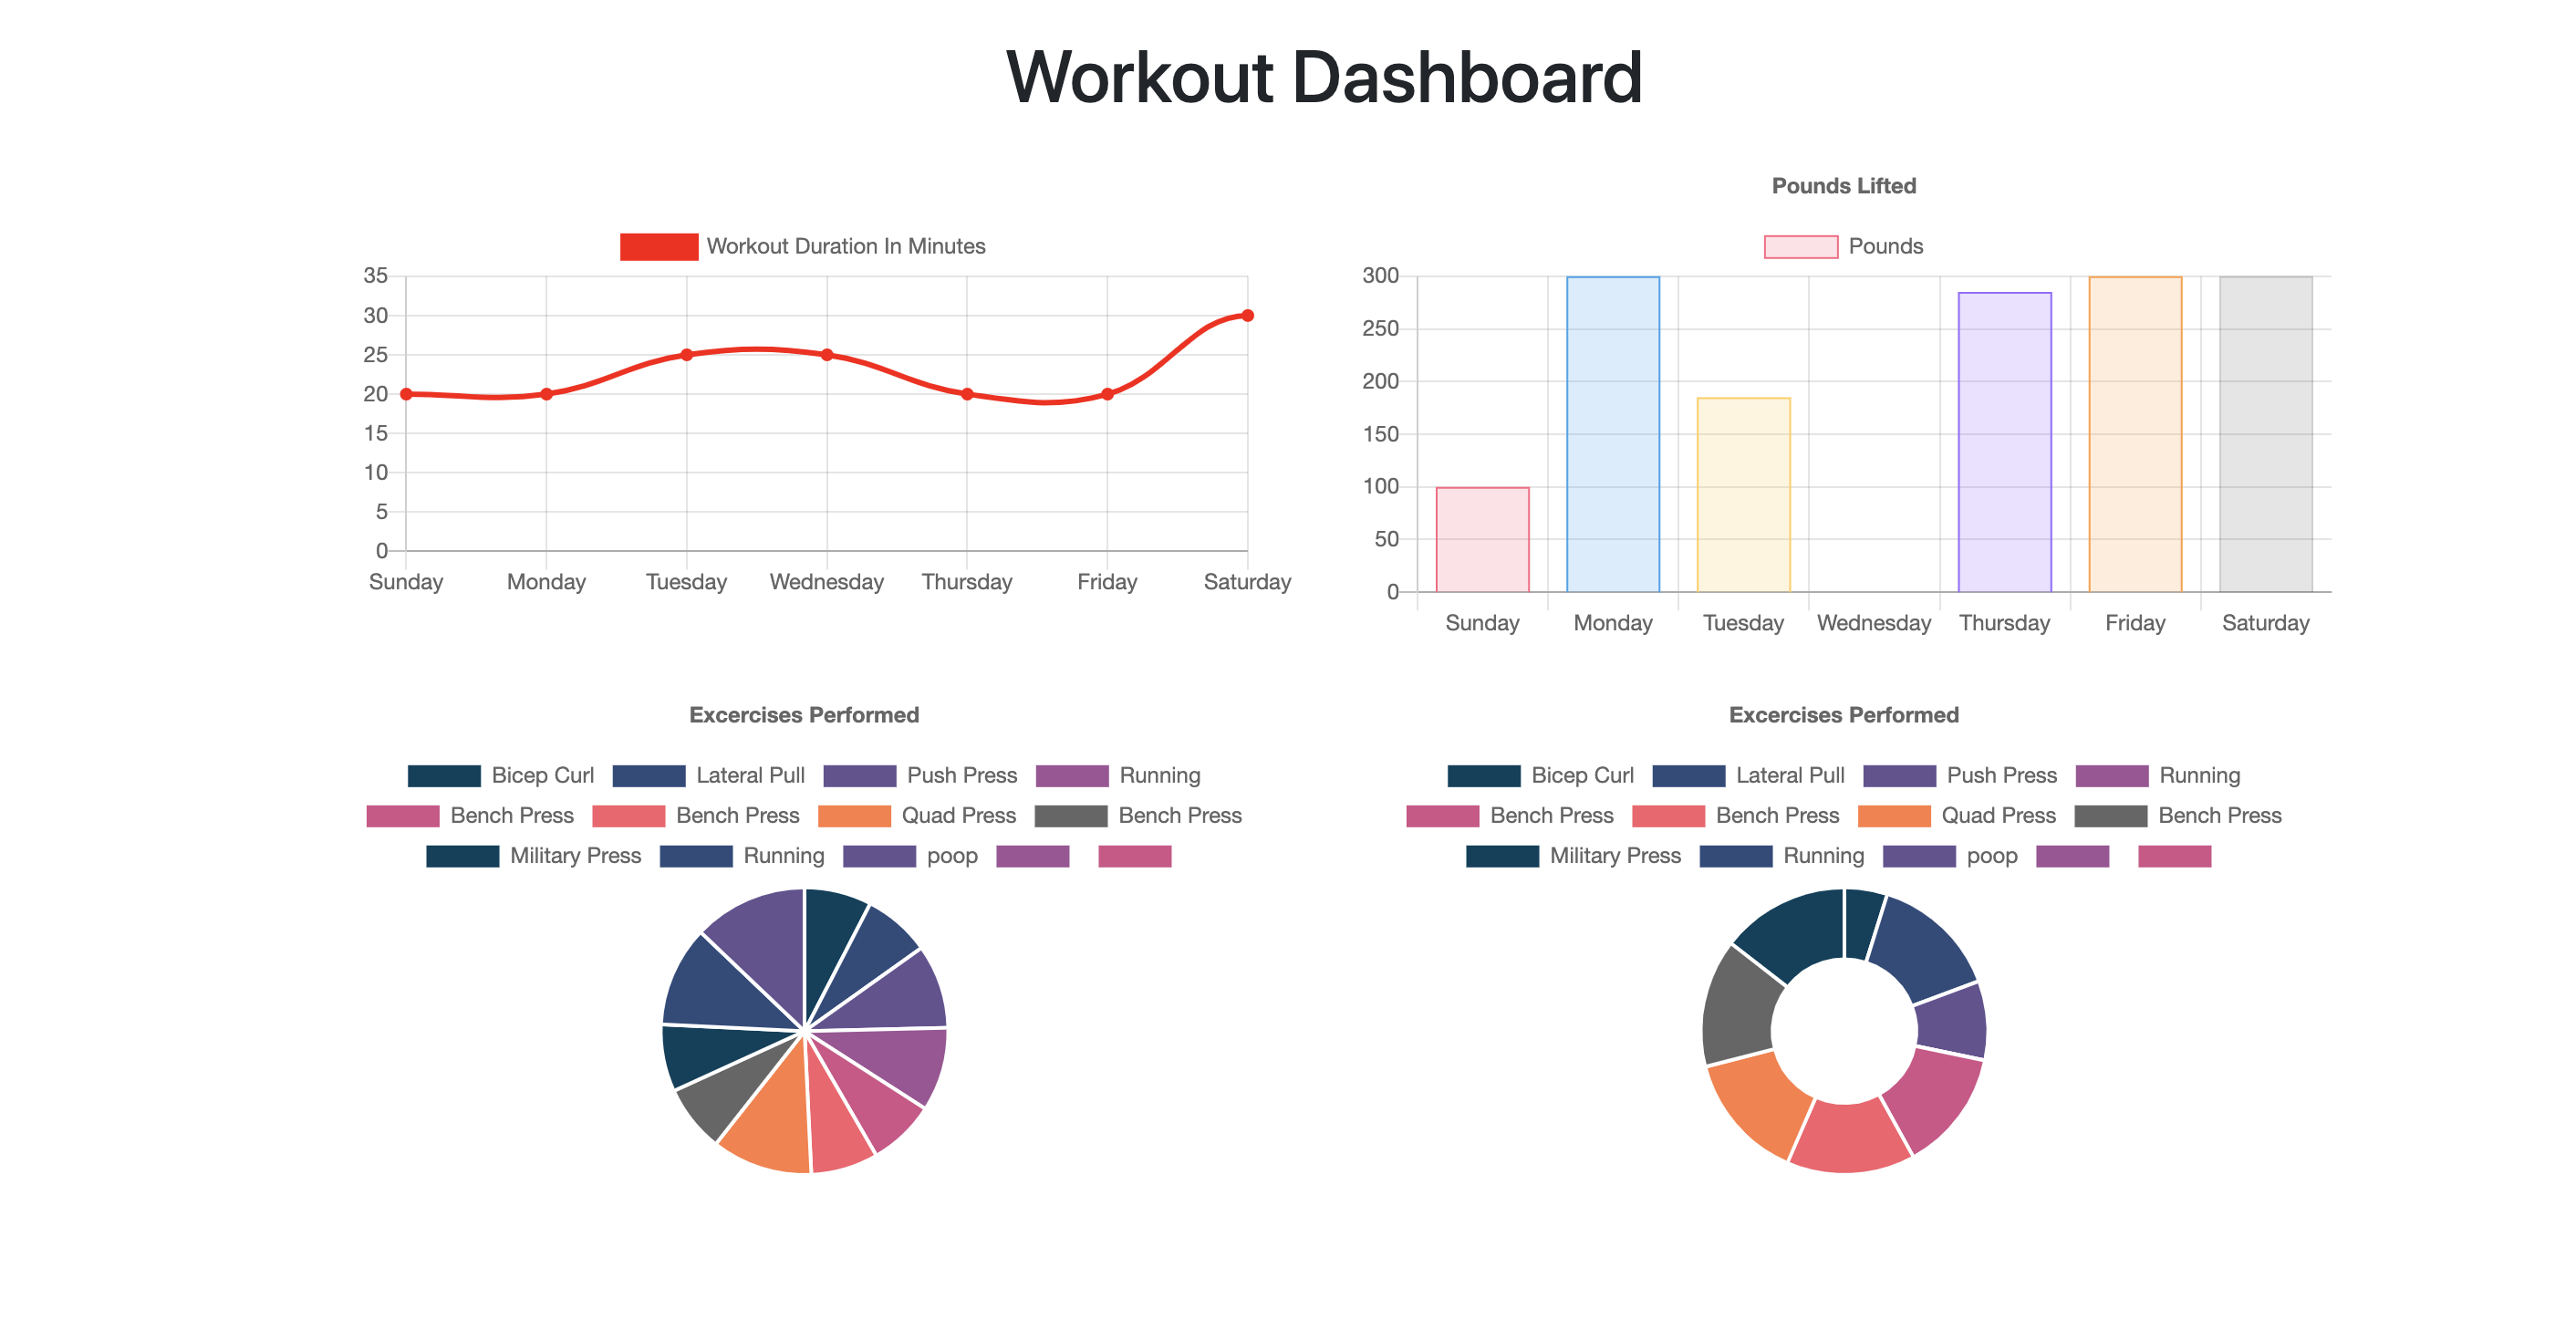 Workout Dashboard
Workout Duration In Minutes
35
30
25
20
15
10
5
0
Sunday Monday Tuesday Wednesday Thursday Friday Saturday
Pounds Lifted
Pounds
300
250
200
150
100
50
0
Sunday Monday Tuesday Wednesday Thursday Friday Saturday
Excercises Performed
Bicep Curl Lateral Pull Push Press Running
Bench Press Bench Press Quad Press Bench Press
Military Press Running poop
Excercises Performed
Bicep Curl Lateral Pull Push Press Running
Bench Press Bench Press Quad Press Bench Press
Military Press Running poop